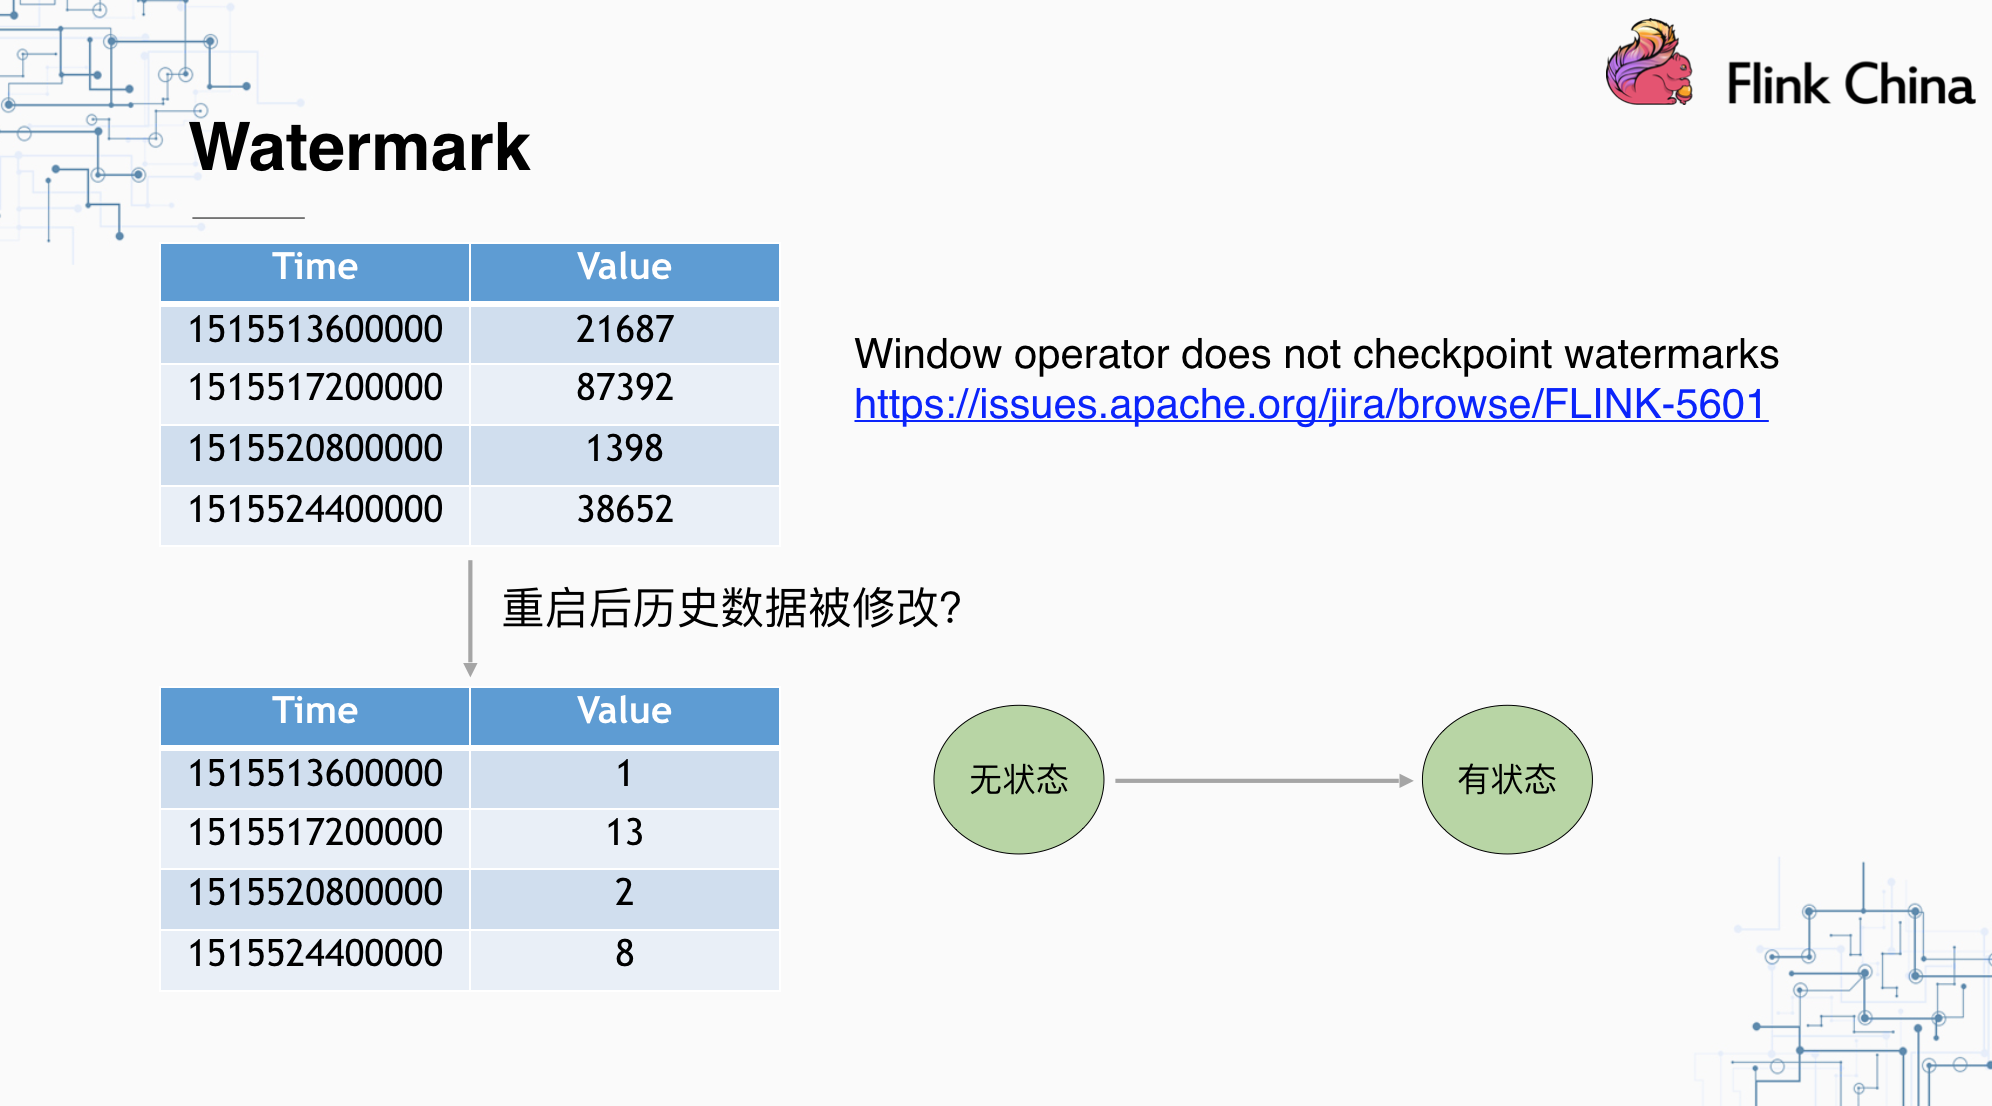 Flink China
Watermark
Time Value
1515513600000 21687
1515517200000 87392
1515520800000 1398
1515524400000 38652
Window operator does not checkpoint watermarks
https://issues.apache.org/jira/browse/FLINK-5601
重启后历史数据被修改?
Time Value
1515513600000 1
1515517200000 13
1515520800000 2
1515524400000 8
无状态
有状态